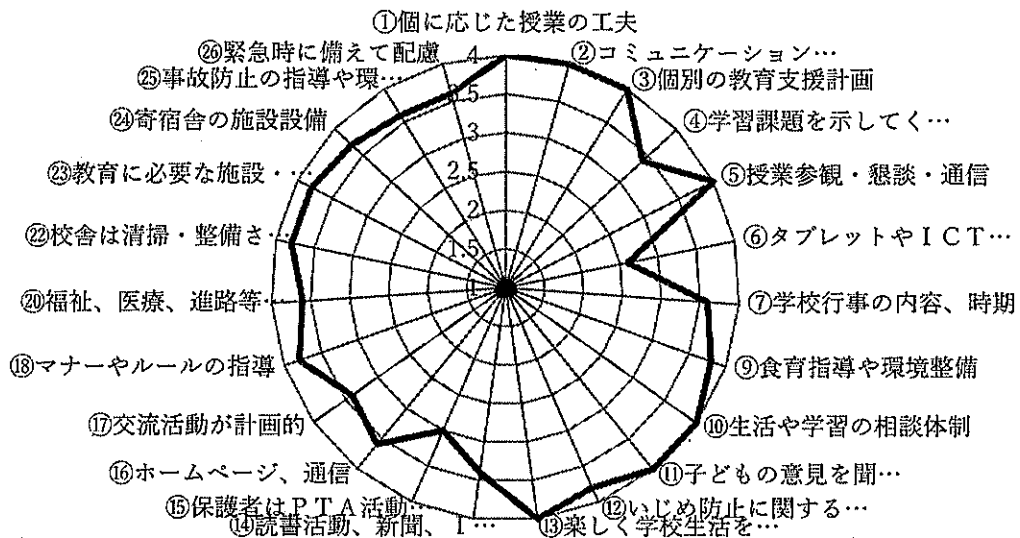 ①個に応じた授業の工夫
②コミュニケーション…
③個別の教育支援計画
④学習課題を示してく…
⑤授業参観・懇談・通信
⑥タブレットやＩＣＴ…
⑦学校行事の内容、時期
⑨食育指導や環境整備
⑩生活や学習の相談体制
⑪子どもの意見を聞…
⑫いじめ防止に関する…
⑬楽しく学校生活を…
⑭読書活動、新聞、Ｉ…
⑮保護者はＰＴＡ活動…
⑯ホームページ、通信
⑰交流活動が計画的
⑱マナーやルールの指導
⑳福祉、医療、進路等…
㉒校舎は清掃・整備さ…
㉓教育に必要な施設・…
㉔寄宿舎の施設設備
㉕事故防止の指導や環…
㉖緊急時に備えて配慮
4
3.5
3
2.5
2
1.5
1